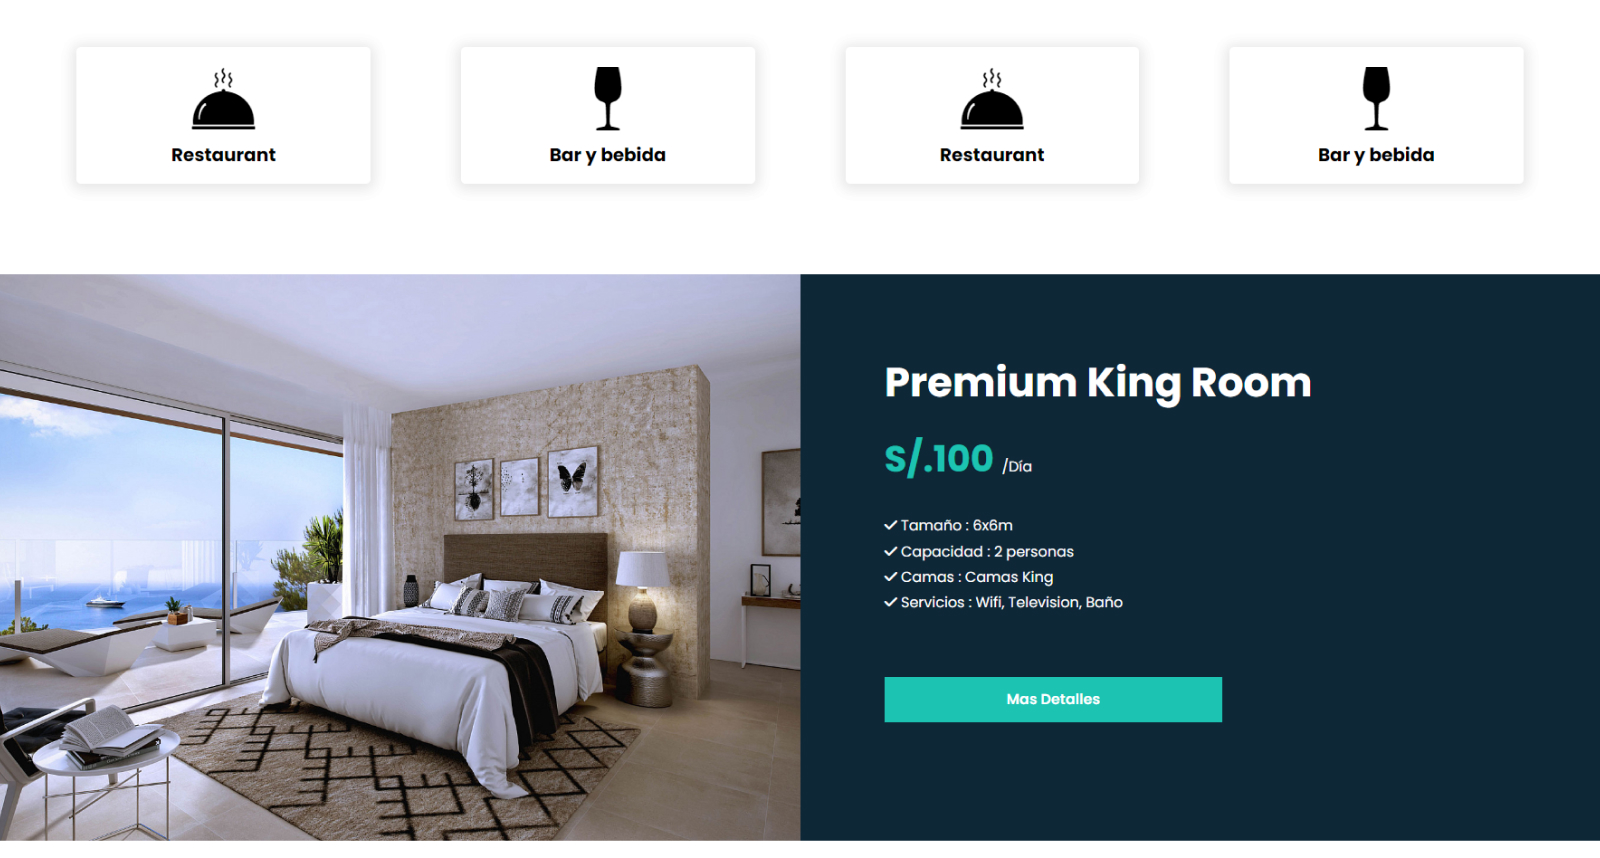 Restaurant
Bar y bebida
Restaurant
Bar y bebida
Premium King Room
S/.100 /Día
Tamaño : 6x6m
Capacidad : 2 personas
Camas : Camas King
Servicios : Wifi, Television, Baño
Mas Detalles